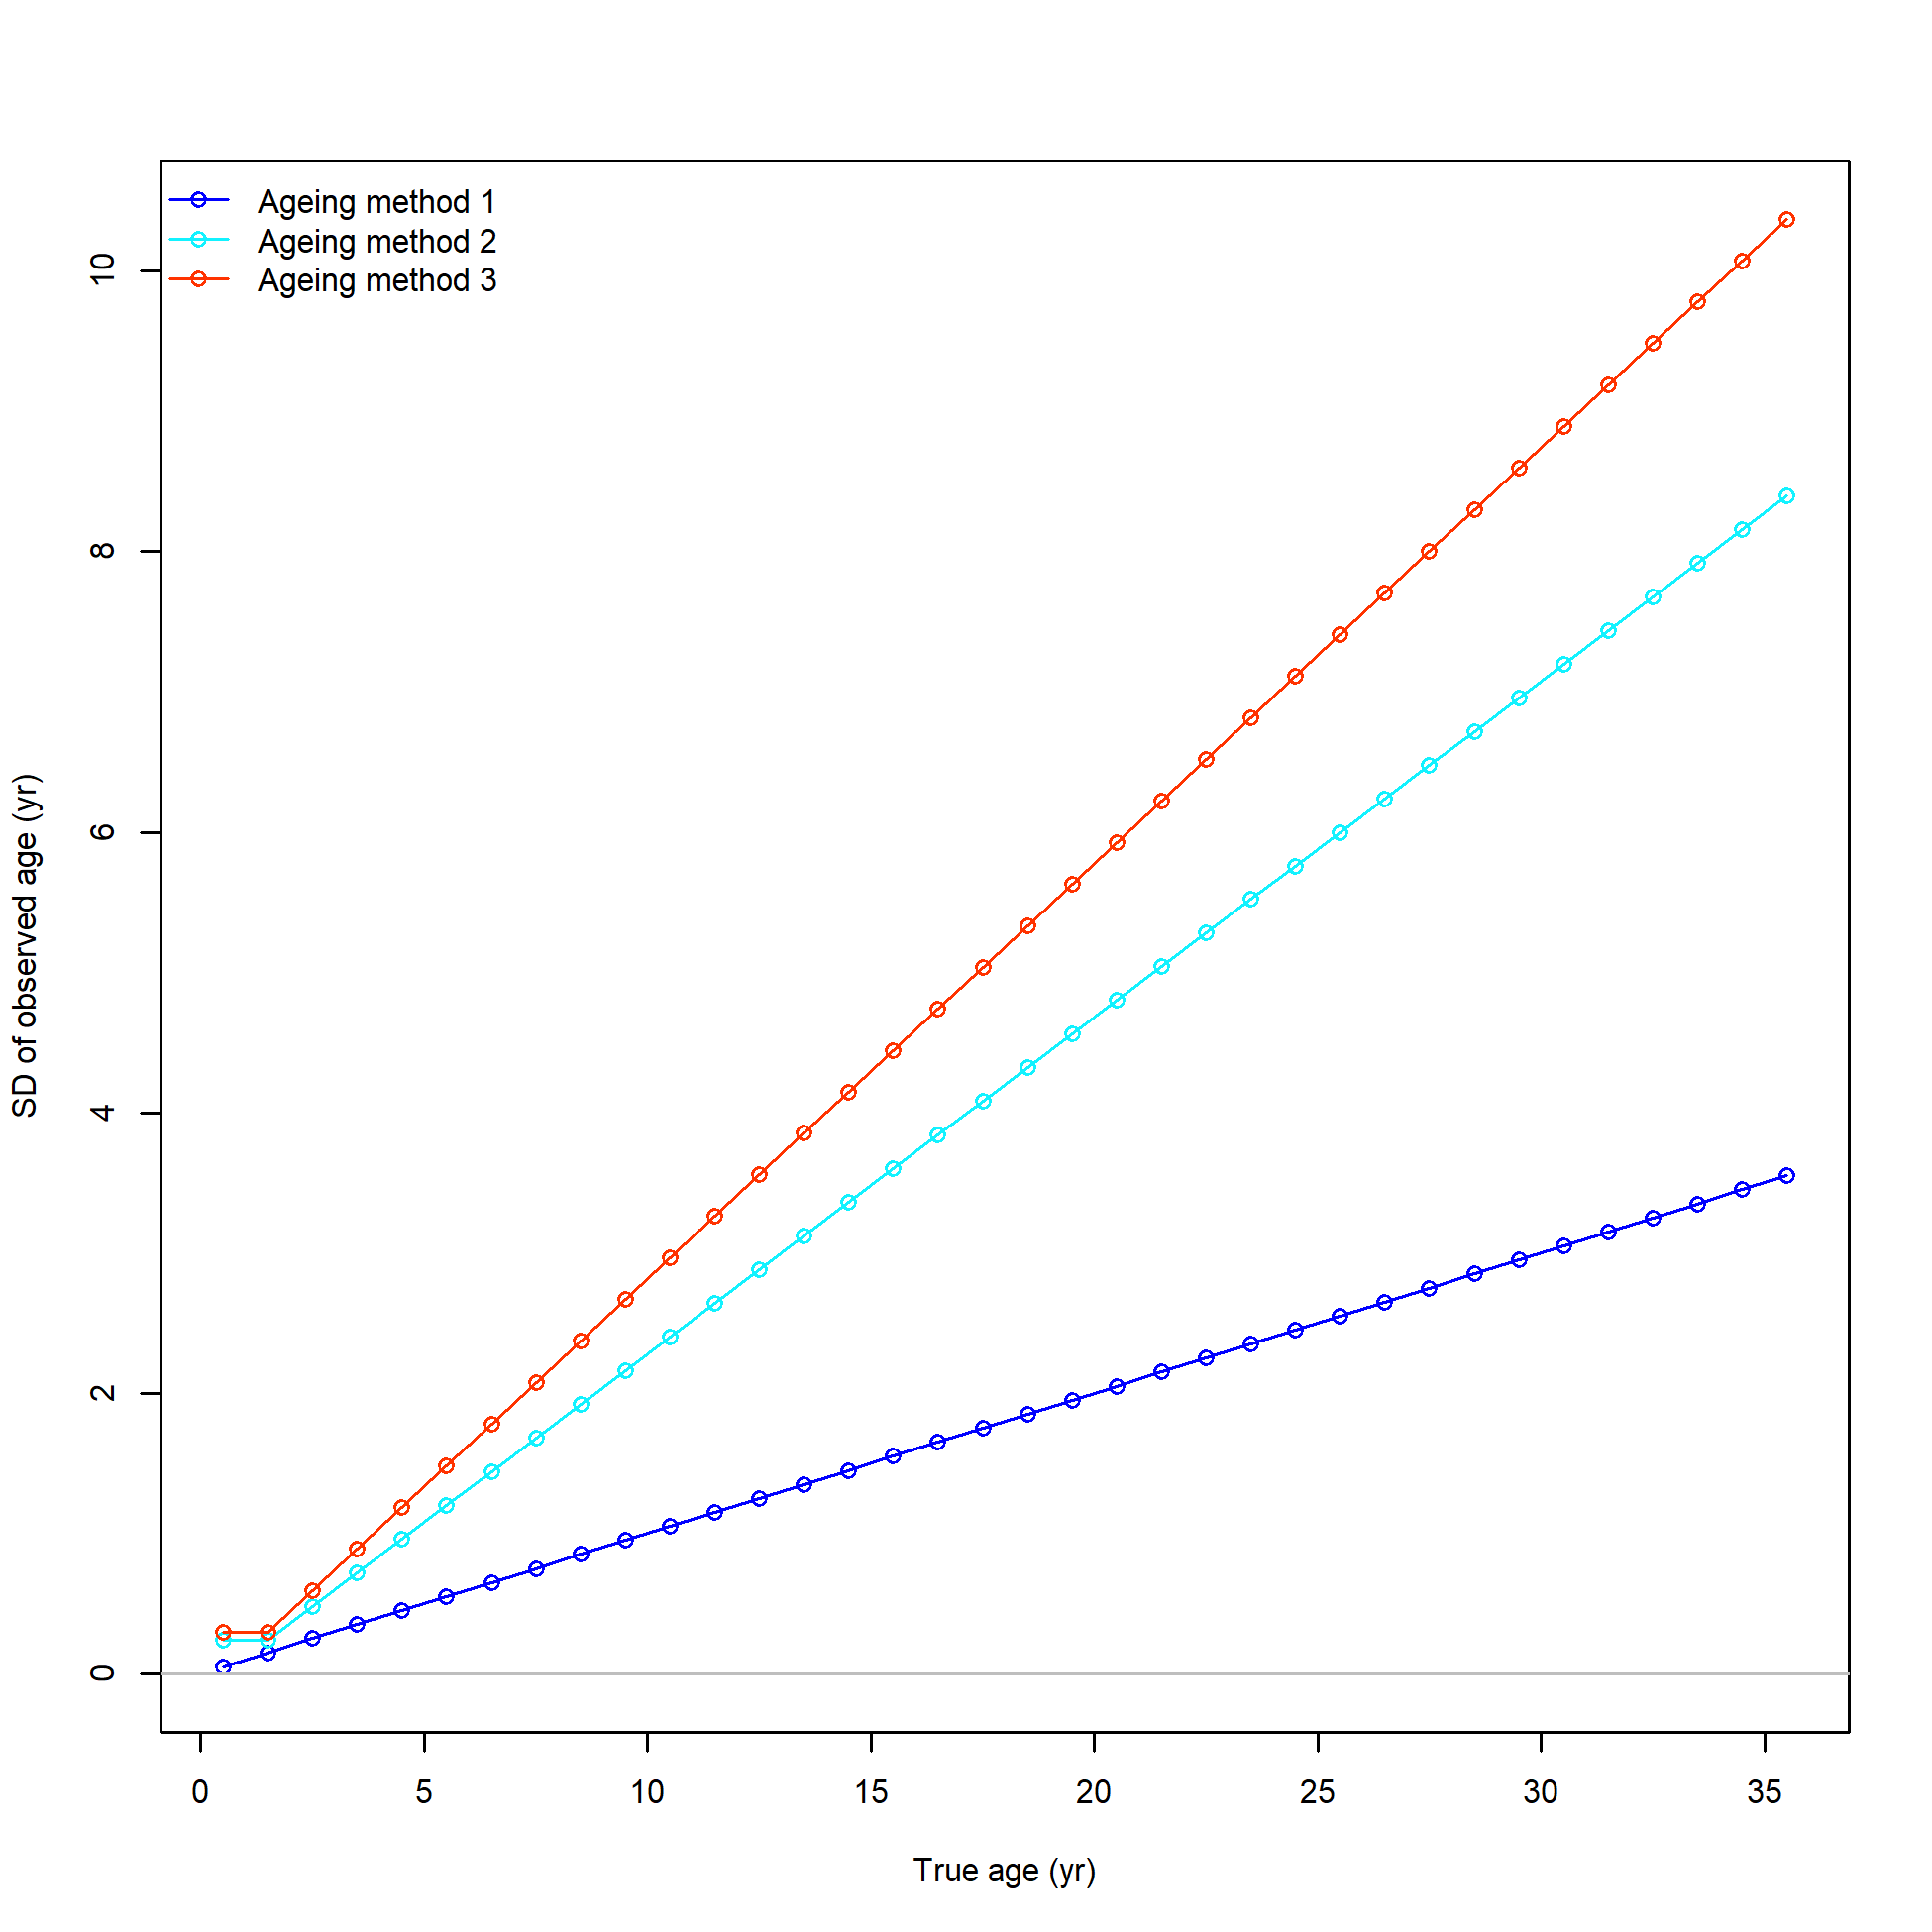 Ageing method 1
Ageing method 2
Ageing method 3
10
8
6
4
2
0
SD of observed age (yr)
0 5 10 15 20 25 30 35
True age (yr)